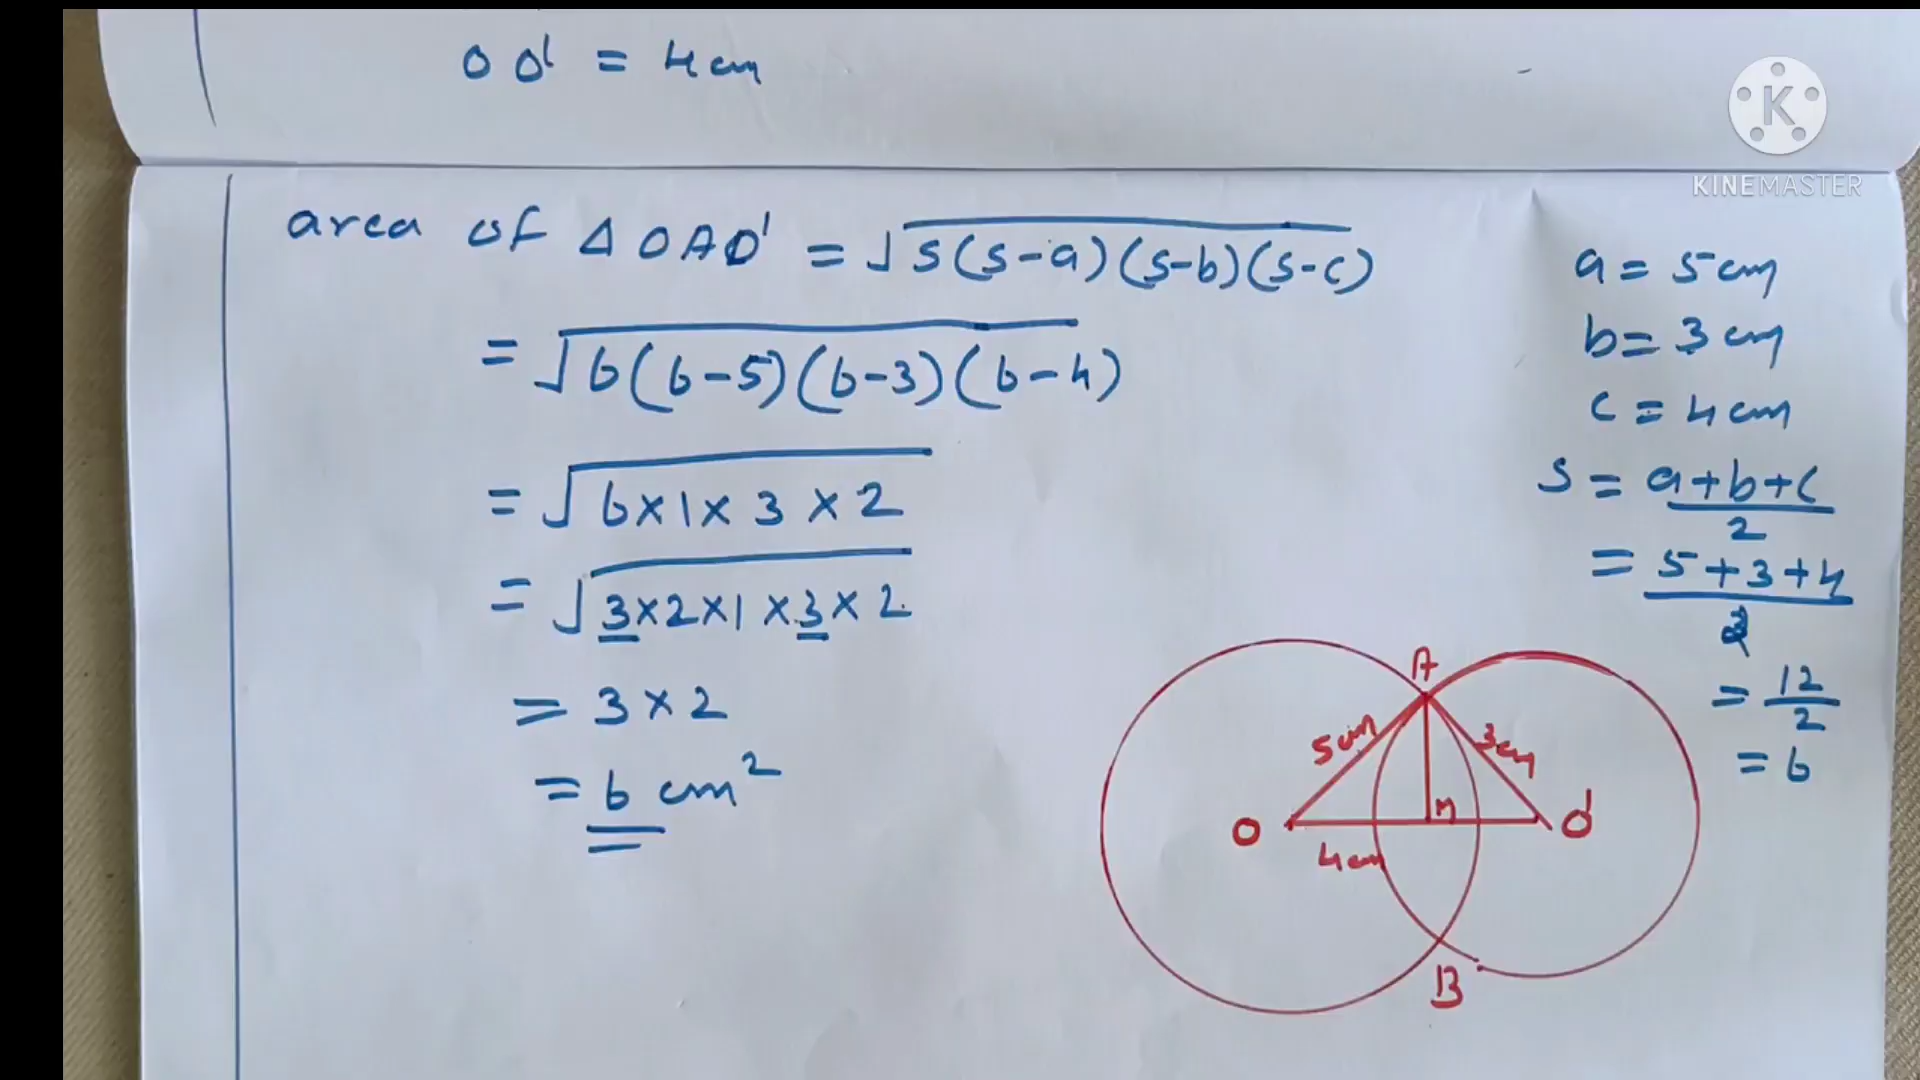 OO' = 4cm
KINEMASTER
area of Δ OAO' = √s(s-a)(s-b)(s-c)
= √6(6-5)(6-3)(6-4)
= √6×1×3×2
= √3×2×1×3×2
= 3×2
= 6 cm²
a = 5cm
b = 3cm
c = 4cm
s = a+b+c/2
= 5+3+4/2
= 12/2
= 6
A
5cm
3cm
O
M
O'
4cm
B